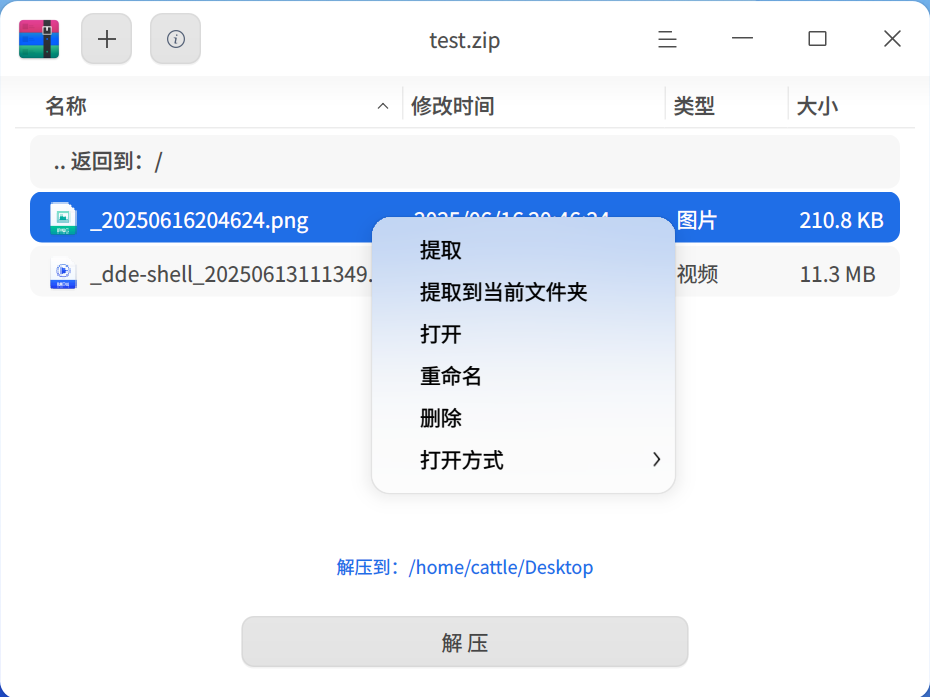 test.zip
名称 修改时间 类型 大小
.. 返回到：/
_20250616204624.png 图片 210.8 KB
_dde-shell_20250613111349. 视频 11.3 MB
提取
提取到当前文件夹
打开
重命名
删除
打开方式
解压到：/home/cattle/Desktop
解 压